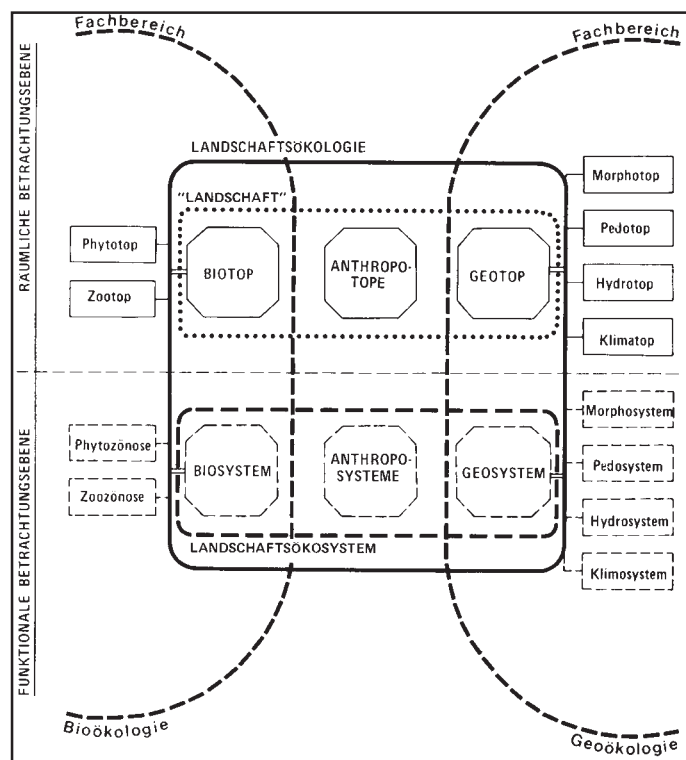 Fachbereich
Fachbereich
RÄUMLICHE BETRACHTUNGSEBENE
LANDSCHAFTSÖKOLOGIE
"LANDSCHAFT"
Phytotop
Zootop
BIOTOP
ANTHROPO-
TOPE
GEOTOP
Morphotop
Pedotop
Hydrotop
Klimatop
FUNKTIONALE BETRACHTUNGSEBENE
Phytozönose
Zoozönose
BIOSYSTEM
ANTHROPO-
SYSTEME
GEOSYSTEM
Morphosystem
Pedosystem
Hydrosystem
Klimosystem
LANDSCHAFTSÖKOSYSTEM
Bioökologie
Geoökologie